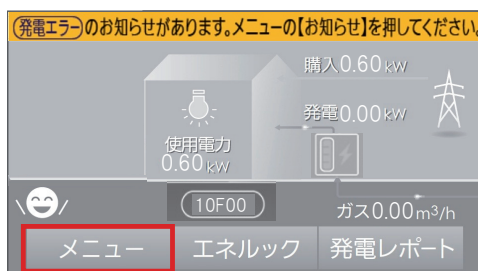 発電エラーのお知らせがあります。メニューの【お知らせ】を押してください。
購入0.60kW
発電0.00kW
使用電力
0.60kW
10F00
ガス0.00m³/h
メニュー
エネルック
発電レポート